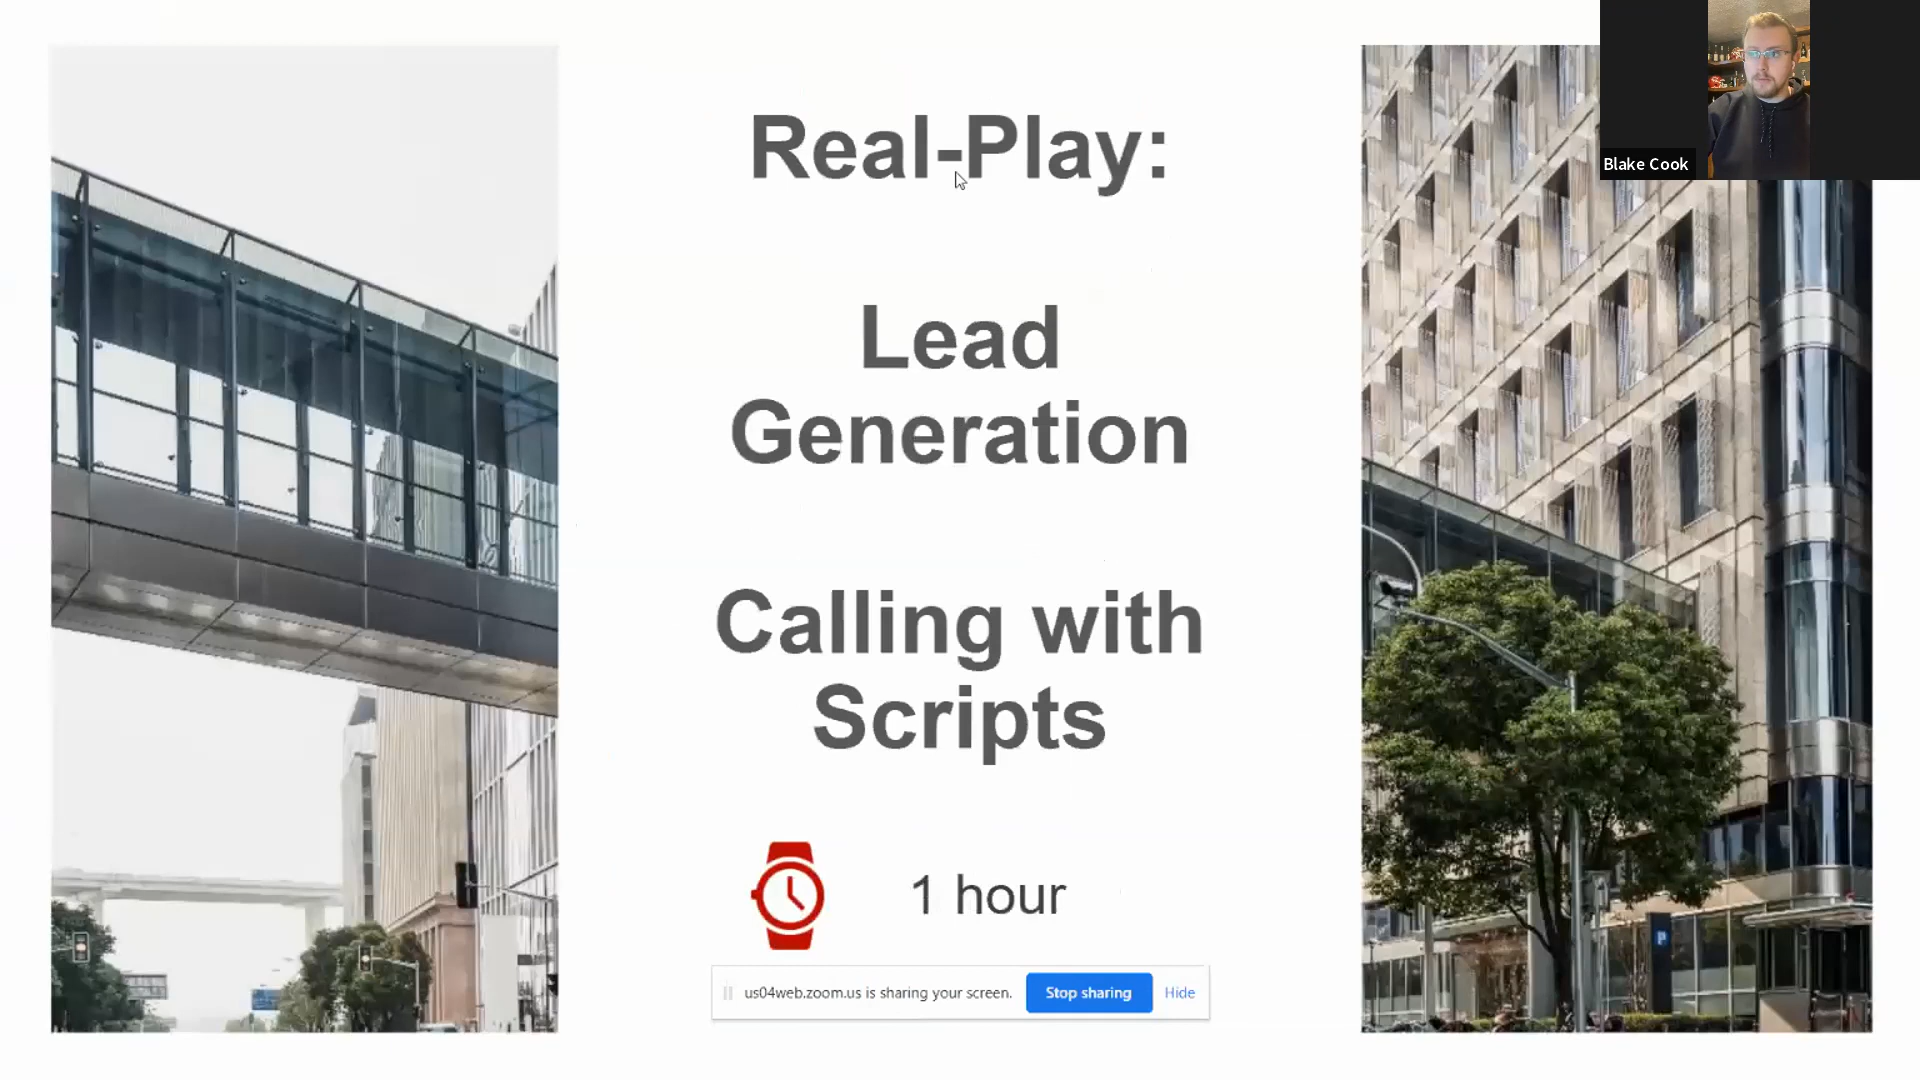 Real-Play:
Blake Cook
Lead
Generation
Calling with
Scripts
1 hour
us04web.zoom.us is sharing your screen.
Stop sharing
Hide